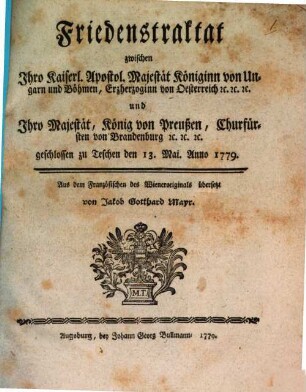 Friedenstraktat
zwischen
Ihro Kaiserl. Apostol. Majestät Königinn von Un-
garn und Böhmen, Erzherzoginn von Oesterreich ꝛc. ꝛc. ꝛc.
und
Ihro Majestät, König von Preußen, Churfür-
sten von Brandenburg ꝛc. ꝛc. ꝛc.
geschlossen zu Teschen den 13. Mai. Anno 1779.
Aus dem Französischen des Wieneroriginals übersetzt
von Jakob Gotthard Mayr.
M.T.
Augsburg, bey Johann Georg Bullmann 1779.